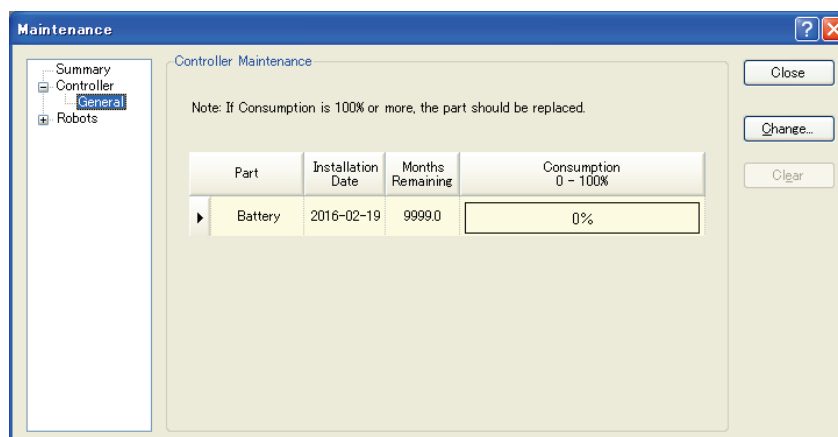 Maintenance
Summary
Controller
General
Robots
Controller Maintenance
Note: If Consumption is 100% or more, the part should be replaced.
Part
Installation
Date
Months
Remaining
Consumption
0 - 100%
Battery
2016-02-19
9999.0
0%
Close
Change...
Clear